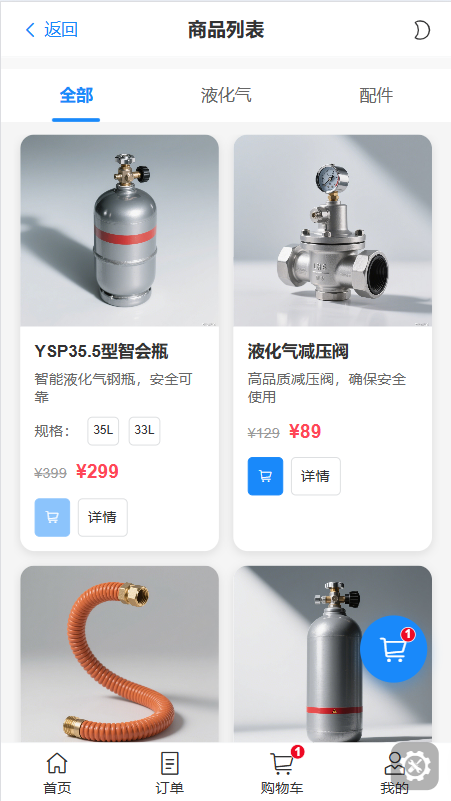 返回
商品列表
全部
液化气
配件
YSP35.5型智会瓶
智能液化气钢瓶，安全可
靠
规格：
35L
33L
¥399 ¥299
详情
液化气减压阀
高品质减压阀，确保安全
使用
¥129 ¥89
详情
1
首页
订单
1
购物车
我的